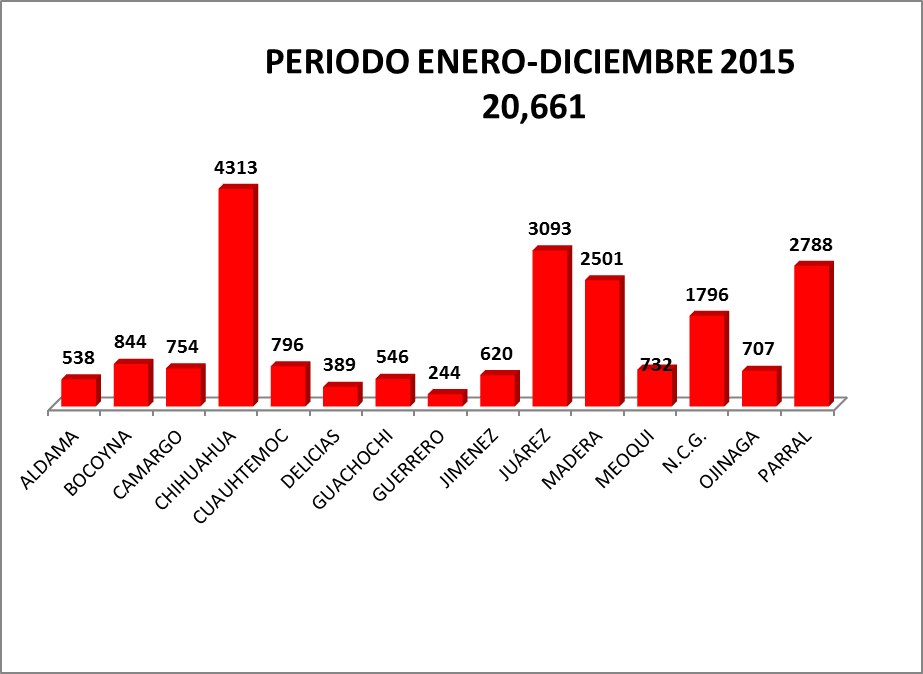 PERIODO ENERO-DICIEMBRE 2015
20,661
4313
3093
2788
2501
1796
844
796
754
732
707
620
538
546
389
244
ALDAMA
BOCOYNA
CAMARGO
CHIHUAHUA
CUAUHTEMOC
DELICIAS
GUACHOCHI
GUERRERO
JIMENEZ
JUÁREZ
MADERA
MEOQUI
N.C.G.
OJINAGA
PARRAL